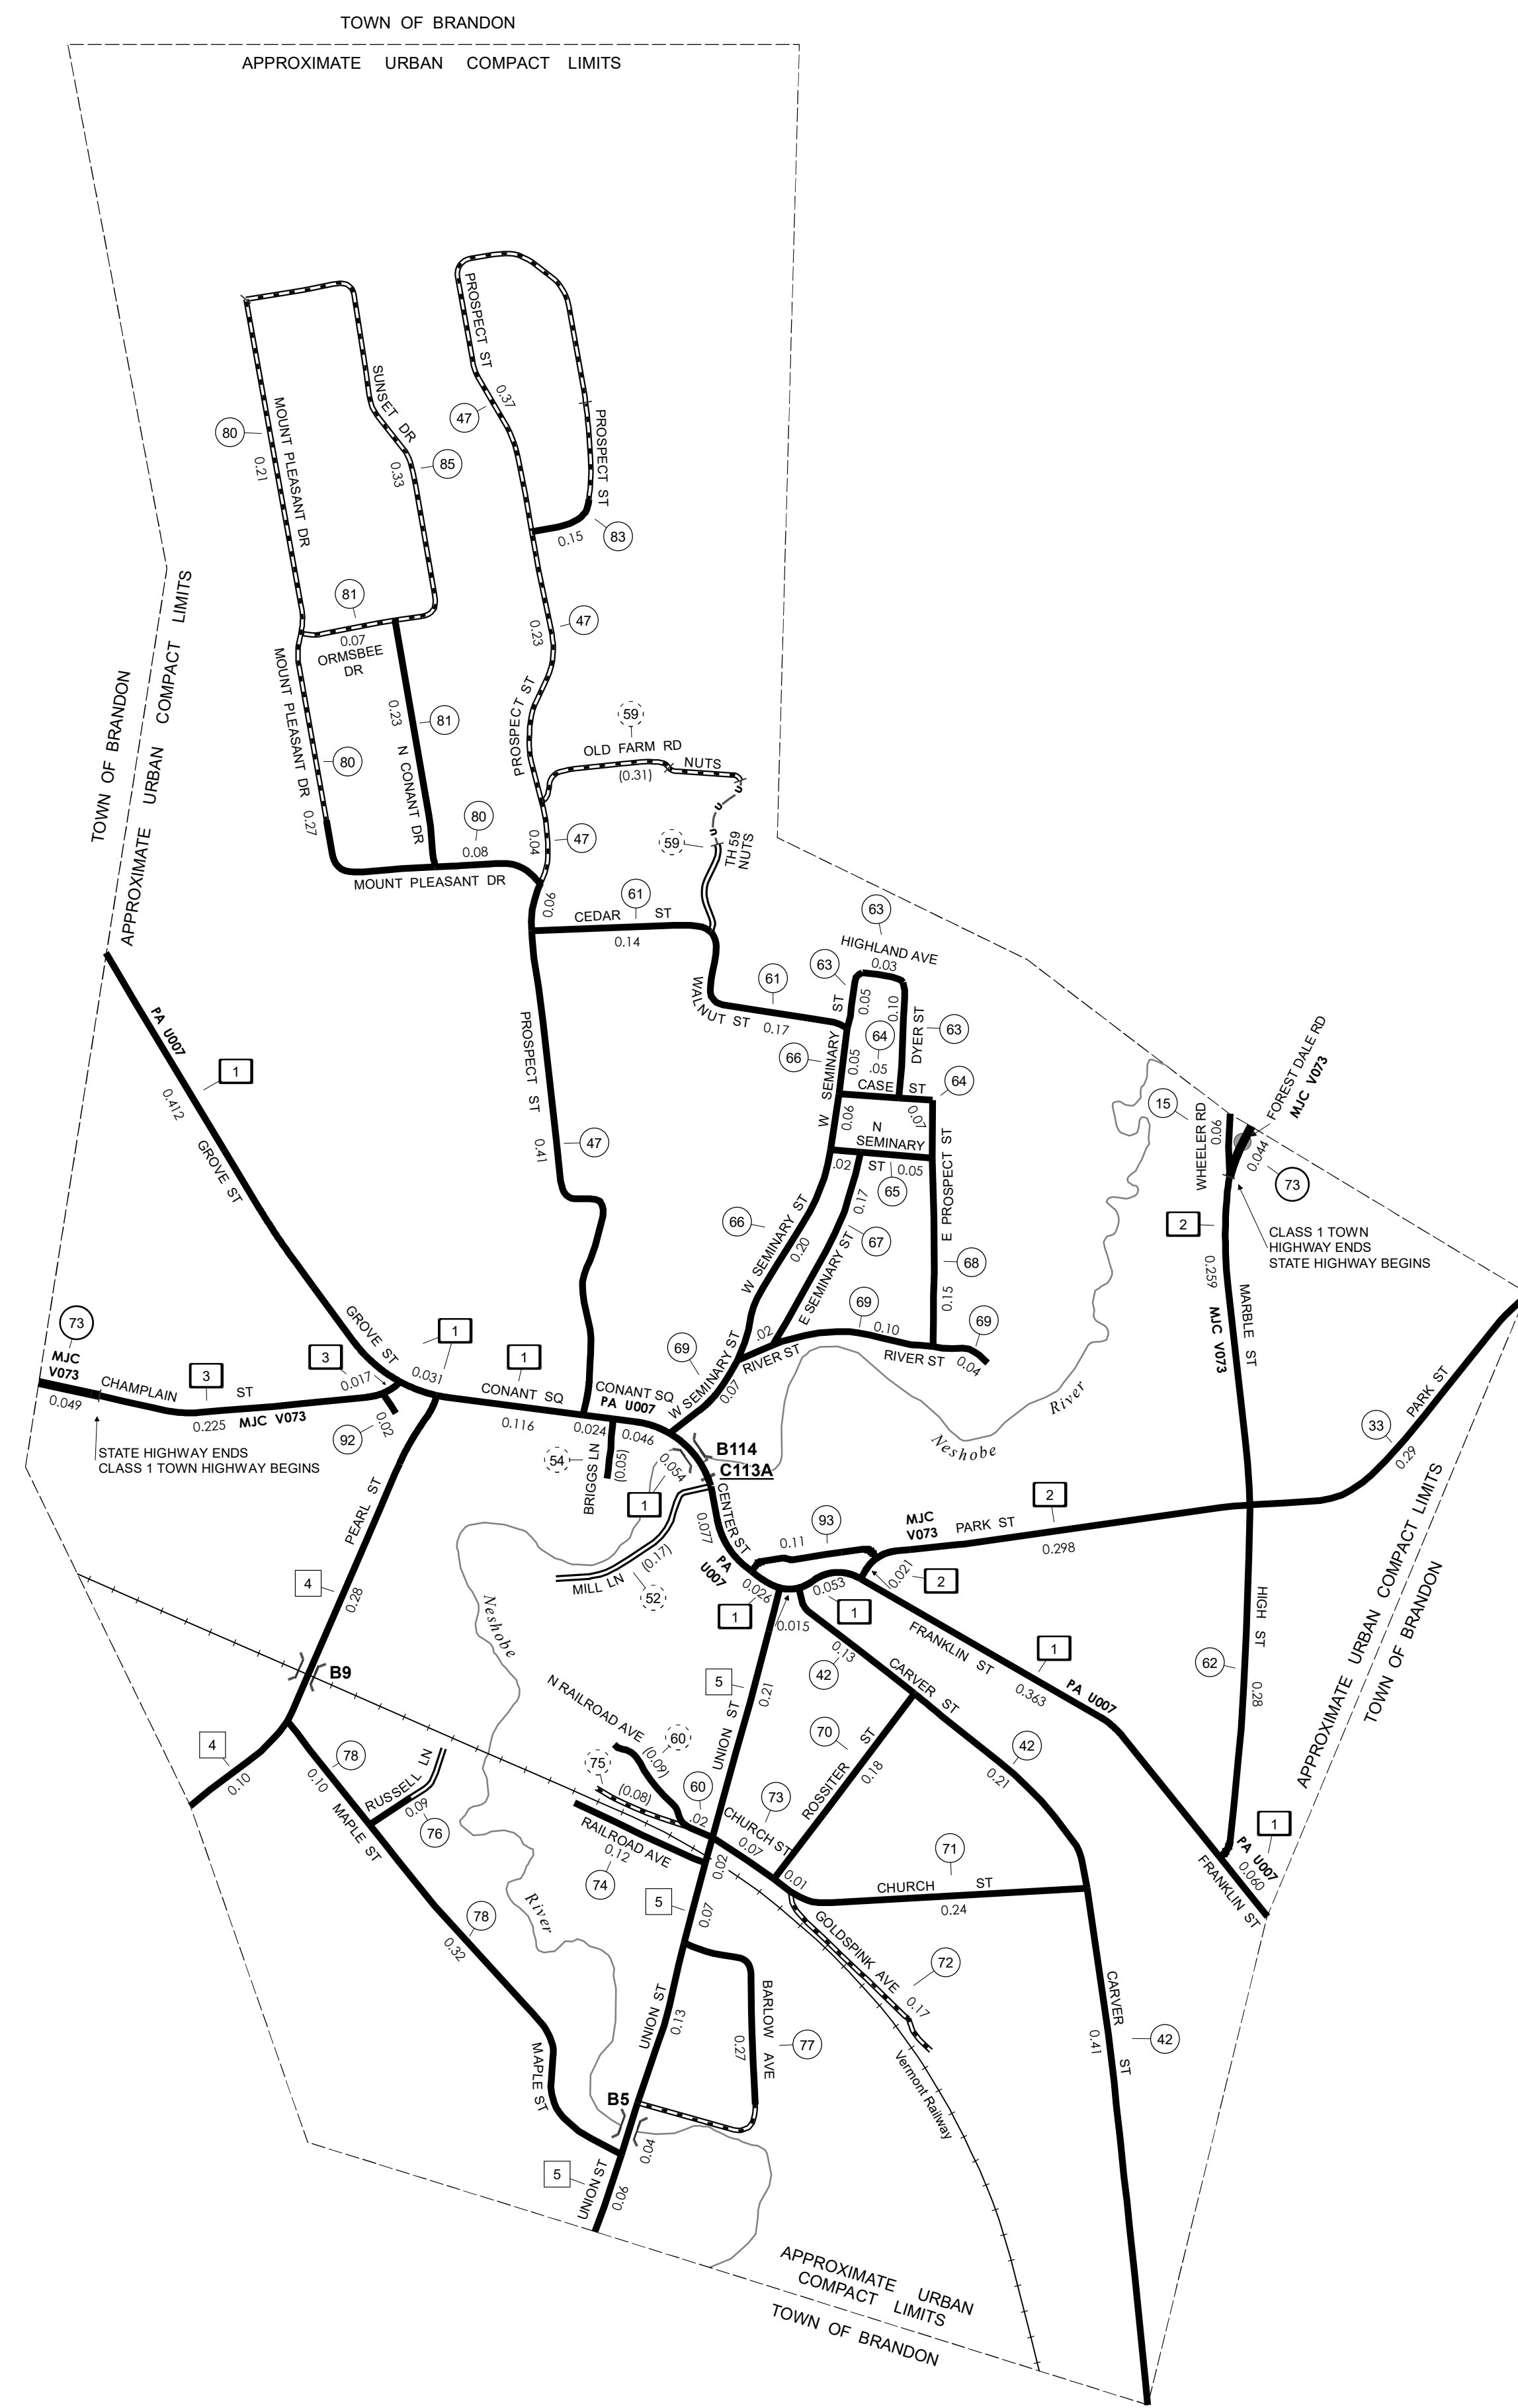 TOWN OF BRANDON
APPROXIMATE URBAN COMPACT LIMITS
PROSPECT ST
0.37
47
SUNSET DR
0.33
85
MOUNT PLEASANT DR
80
0.21
PROSPECT ST
83
0.15
81
0.07
ORMSBEE
DR
47
0.23
PROSPECT ST
TOWN OF BRANDON
APPROXIMATE URBAN COMPACT LIMITS
MOUNT PLEASANT DR
0.27
80
0.23
81
N CONANT DR
59
OLD FARM RD
(0.31)
NUTS
80
0.08
MOUNT PLEASANT DR
0.04
47
59
TH 59
NUTS
0.06
61
CEDAR ST
0.14
63
HIGHLAND AVE
0.03
63
0.05
0.10
DYER ST
63
WALNUT ST
61
0.17
W SEMINARY ST
66
0.05
64
.05
CASE ST
64
0.06
0.07
N
SEMINARY
ST
.02
0.05
65
E PROSPECT ST
68
0.15
PROSPECT ST
0.41
47
66
W SEMINARY ST
0.20
0.17
67
E SEMINARY ST
69
.02
RIVER ST
0.10
RIVER ST
69
0.04
69
W SEMINARY ST
0.07
PA U007
1
0.412
GROVE ST
GROVE ST
1
0.031
73
MJC
V073
0.049
CHAMPLAIN ST
3
0.225
MJC V073
3
0.017
92
0.02
STATE HIGHWAY ENDS
CLASS 1 TOWN HIGHWAY BEGINS
1
CONANT SQ
0.116
CONANT SQ
PA U007
0.024
0.046
54
BRIGGS LN
(0.05)
0.054
1
B114
C113A
River
Neshobe
15
WHEELER RD
0.06
FOREST DALE RD
MJC V073
0.044
73
CLASS 1 TOWN
HIGHWAY ENDS
STATE HIGHWAY BEGINS
2
0.259
MARBLE ST
MJC V073
33
PARK ST
0.29
CENTER ST
0.077
PA
U007
MILL LN
(0.17)
52
93
0.11
MJC
V073
PARK ST
2
0.298
0.021
2
0.026
1
0.015
0.053
1
PEARL ST
4
0.28
B9
4
0.10
Neshobe
FRANKLIN ST
1
0.363
PA U007
HIGH ST
62
0.28
APPROXIMATE URBAN COMPACT LIMITS
TOWN OF BRANDON
42
0.13
CARVER ST
5
0.21
UNION ST
N RAILROAD AVE
60
(0.09)
75
(0.08)
60
.02
RAILROAD AVE
0.12
74
70
ROSSITER ST
0.18
73
CHURCH ST
0.07
0.01
42
0.21
78
0.10
MAPLE ST
RUSSELL LN
0.09
76
0.02
5
0.07
71
CHURCH ST
0.24
1
PA U007
0.060
FRANKLIN ST
78
0.32
River
GOLDSPINK AVE
72
0.17
UNION ST
0.13
BARLOW AVE
0.27
77
CARVER ST
0.41
42
Vermont Railway
MAPLE ST
B5
0.04
5
UNION ST
0.06
APPROXIMATE URBAN
COMPACT LIMITS
TOWN OF BRANDON